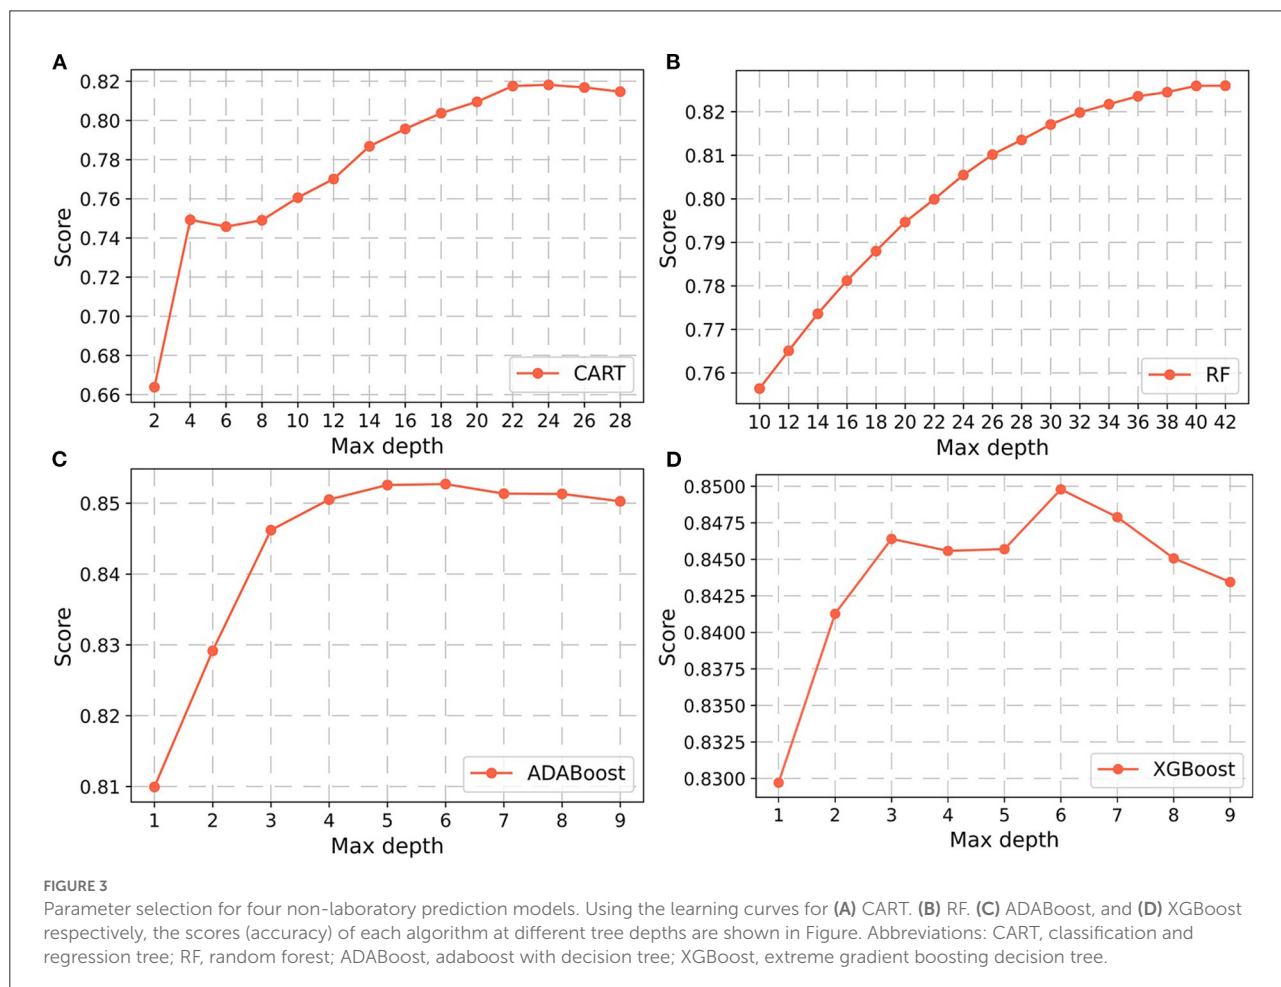 A
0.82
0.80
0.78
0.76
0.74
0.72
0.70
0.68
0.66
Score
2 4 6 8 10 12 14 16 18 20 22 24 26 28
Max depth
CART
B
0.82
0.81
0.80
0.79
0.78
0.77
0.76
Score
10 12 14 16 18 20 22 24 26 28 30 32 34 36 38 40 42
Max depth
RF
C
0.85
0.84
0.83
0.82
0.81
Score
1 2 3 4 5 6 7 8 9
Max depth
ADABoost
D
0.8500
0.8475
0.8450
0.8425
0.8400
0.8375
0.8350
0.8325
0.8300
Score
1 2 3 4 5 6 7 8 9
Max depth
XGBoost
FIGURE 3
Parameter selection for four non-laboratory prediction models. Using the learning curves for (A) CART. (B) RF. (C) ADABoost, and (D) XGBoost
respectively, the scores (accuracy) of each algorithm at different tree depths are shown in Figure. Abbreviations: CART, classification and
regression tree; RF, random forest; ADABoost, adaboost with decision tree; XGBoost, extreme gradient boosting decision tree.